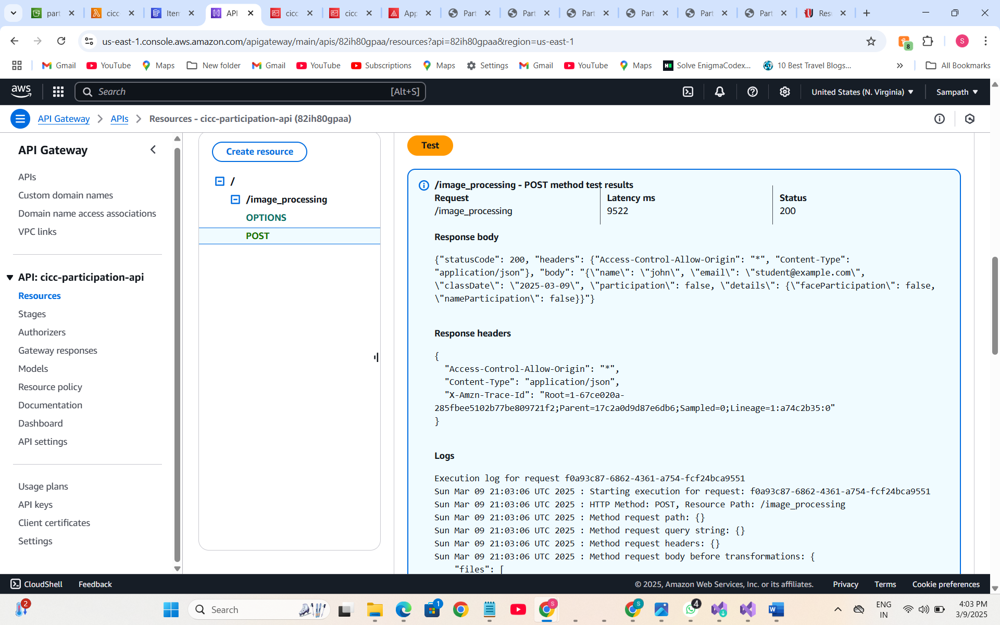 part
cicc
Item
API
cicc
cicc
App
Part
Part
Part
Part
Part
Part
Res
us-east-1.console.aws.amazon.com/apigateway/main/apis/82ih80gpaa/resources?api=82ih80gpaa&region=us-east-1
8
S
Gmail YouTube Maps New folder Gmail YouTube Subscriptions Maps Settings Gmail YouTube Maps Solve EnigmaCodex... 10 Best Travel Blogs... » All Bookmarks
aws Search [Alt+S] United States (N. Virginia) Sampath
API Gateway > APIs > Resources - cicc-participation-api (82ih80gpaa)
API Gateway
APIs
Custom domain names
Domain name access associations
VPC links
API: cicc-participation-api
Resources
Stages
Authorizers
Gateway responses
Models
Resource policy
Documentation
Dashboard
API settings
Usage plans
API keys
Client certificates
Settings
Create resource
/
/image_processing
OPTIONS
POST
Test
/image_processing - POST method test results
Request Latency ms Status
/image_processing 9522 200
Response body
{"statusCode": 200, "headers": {"Access-Control-Allow-Origin": "*", "Content-Type":
"application/json"}, "body": "{\"name\": \"john\", \"email\": \"student@example.com\",
\"classDate\": \"2025-03-09\", \"participation\": false, \"details\": {\"faceParticipation\": false,
\"nameParticipation\": false}}"}
Response headers
{
"Access-Control-Allow-Origin": "*",
"Content-Type": "application/json",
"X-Amzn-Trace-Id": "Root=1-67ce020a-
285fbee5102b77be809721f2;Parent=17c2a0d9d87e6db6;Sampled=0;Lineage=1:a74c2b35:0"
}
Logs
Execution log for request f0a93c87-6862-4361-a754-fcf24bca9551
Sun Mar 09 21:03:06 UTC 2025 : Starting execution for request: f0a93c87-6862-4361-a754-fcf24bca9551
Sun Mar 09 21:03:06 UTC 2025 : HTTP Method: POST, Resource Path: /image_processing
Sun Mar 09 21:03:06 UTC 2025 : Method request path: {}
Sun Mar 09 21:03:06 UTC 2025 : Method request query string: {}
Sun Mar 09 21:03:06 UTC 2025 : Method request headers: {}
Sun Mar 09 21:03:06 UTC 2025 : Method request body before transformations: {
"files": [
CloudShell Feedback © 2025, Amazon Web Services, Inc. or its affiliates. Privacy Terms Cookie preferences
2
Search
1
S
S
4
ENG
IN
4:03 PM
3/9/2025